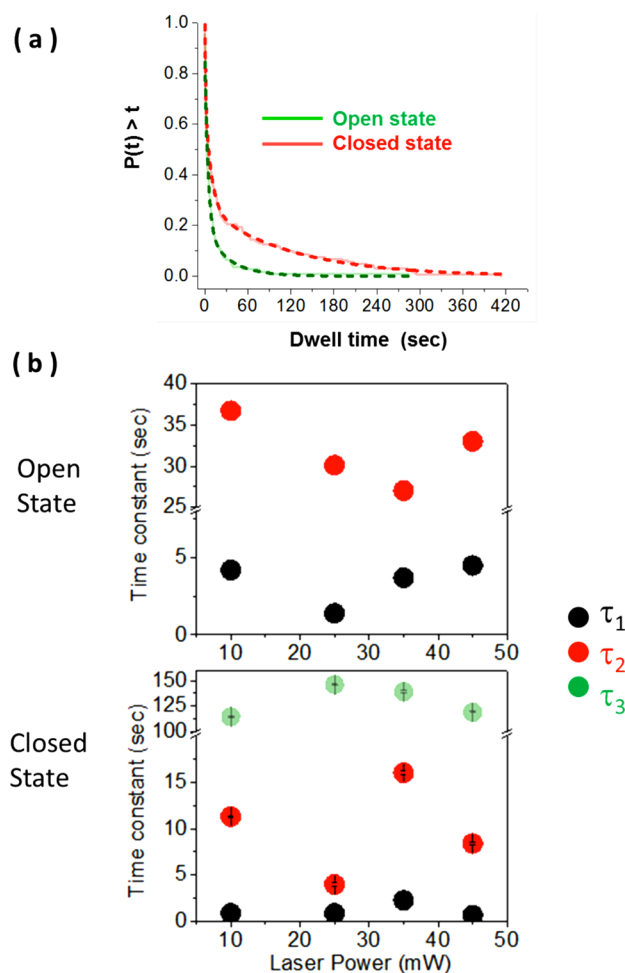 ( a )
1.0
0.8
0.6
0.4
0.2
0.0
P(t) > t
Open state
Closed state
0 60 120 180 240 300 360 420
Dwell time (sec)
( b )
Open
State
40
35
30
25
5
0
Time constant (sec)
10 20 30 40 50
Closed
State
150
125
100
15
10
5
0
Time constant (sec)
10 20 30 40 50
Laser Power (mW)
τ1
τ2
τ3